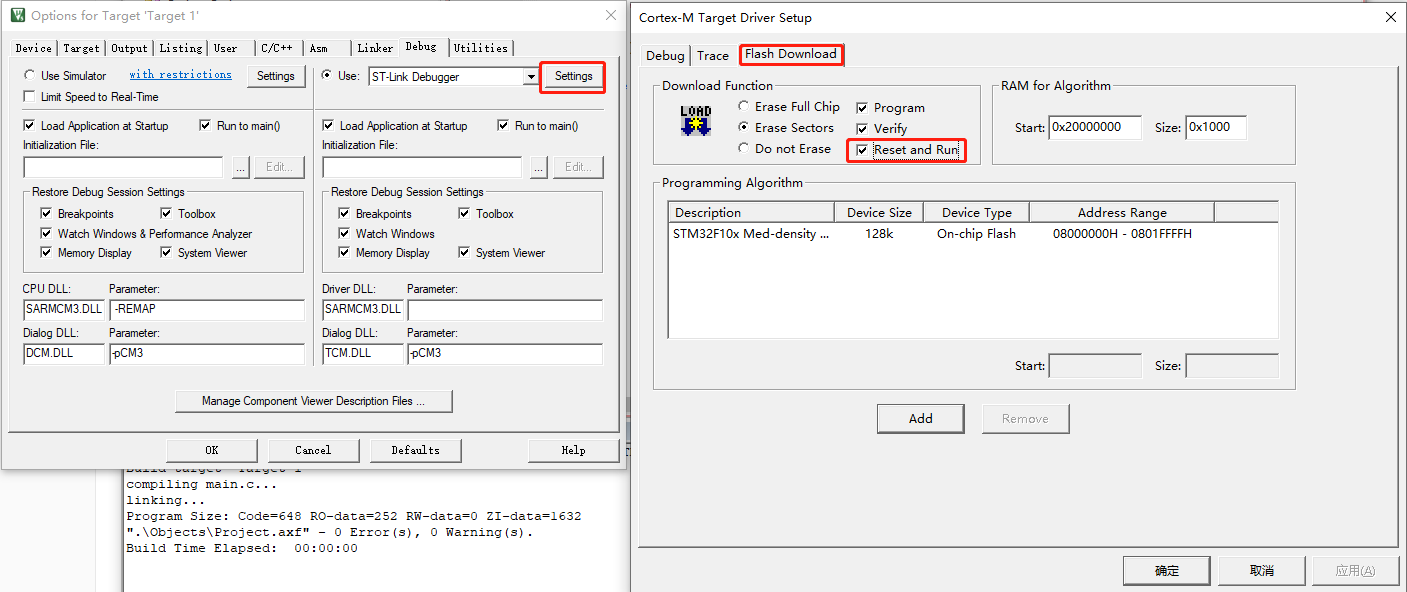 Options for Target 'Target 1'
Device Target Output Listing User C/C++ Asm Linker Debug Utilities
Use Simulator with restrictions Settings
Limit Speed to Real-Time
Load Application at Startup Run to main()
Initialization File:
... Edit...
Restore Debug Session Settings
Breakpoints Toolbox
Watch Windows & Performance Analyzer
Memory Display System Viewer
CPU DLL: Parameter:
SARMCM3.DLL -REMAP
Dialog DLL: Parameter:
DCM.DLL -pCM3
Use: ST-Link Debugger Settings
Load Application at Startup Run to main()
Initialization File:
... Edit...
Restore Debug Session Settings
Breakpoints Toolbox
Watch Windows
Memory Display System Viewer
Driver DLL: Parameter:
SARMCM3.DLL
Dialog DLL: Parameter:
TCM.DLL -pCM3
Manage Component Viewer Description Files ...
OK Cancel Defaults Help
compiling main.c...
linking...
Program Size: Code=648 RO-data=252 RW-data=0 ZI-data=1632
".\Objects\Project.axf" - 0 Error(s), 0 Warning(s).
Build Time Elapsed: 00:00:00
Cortex-M Target Driver Setup
Debug Trace Flash Download
Download Function
LOAD
Erase Full Chip Program
Erase Sectors Verify
Do not Erase Reset and Run
RAM for Algorithm
Start: 0x20000000 Size: 0x1000
Programming Algorithm
Description Device Size Device Type Address Range
STM32F10x Med-density ... 128k On-chip Flash 08000000H - 0801FFFFH
Start: Size:
Add Remove
确定 取消 应用(A)